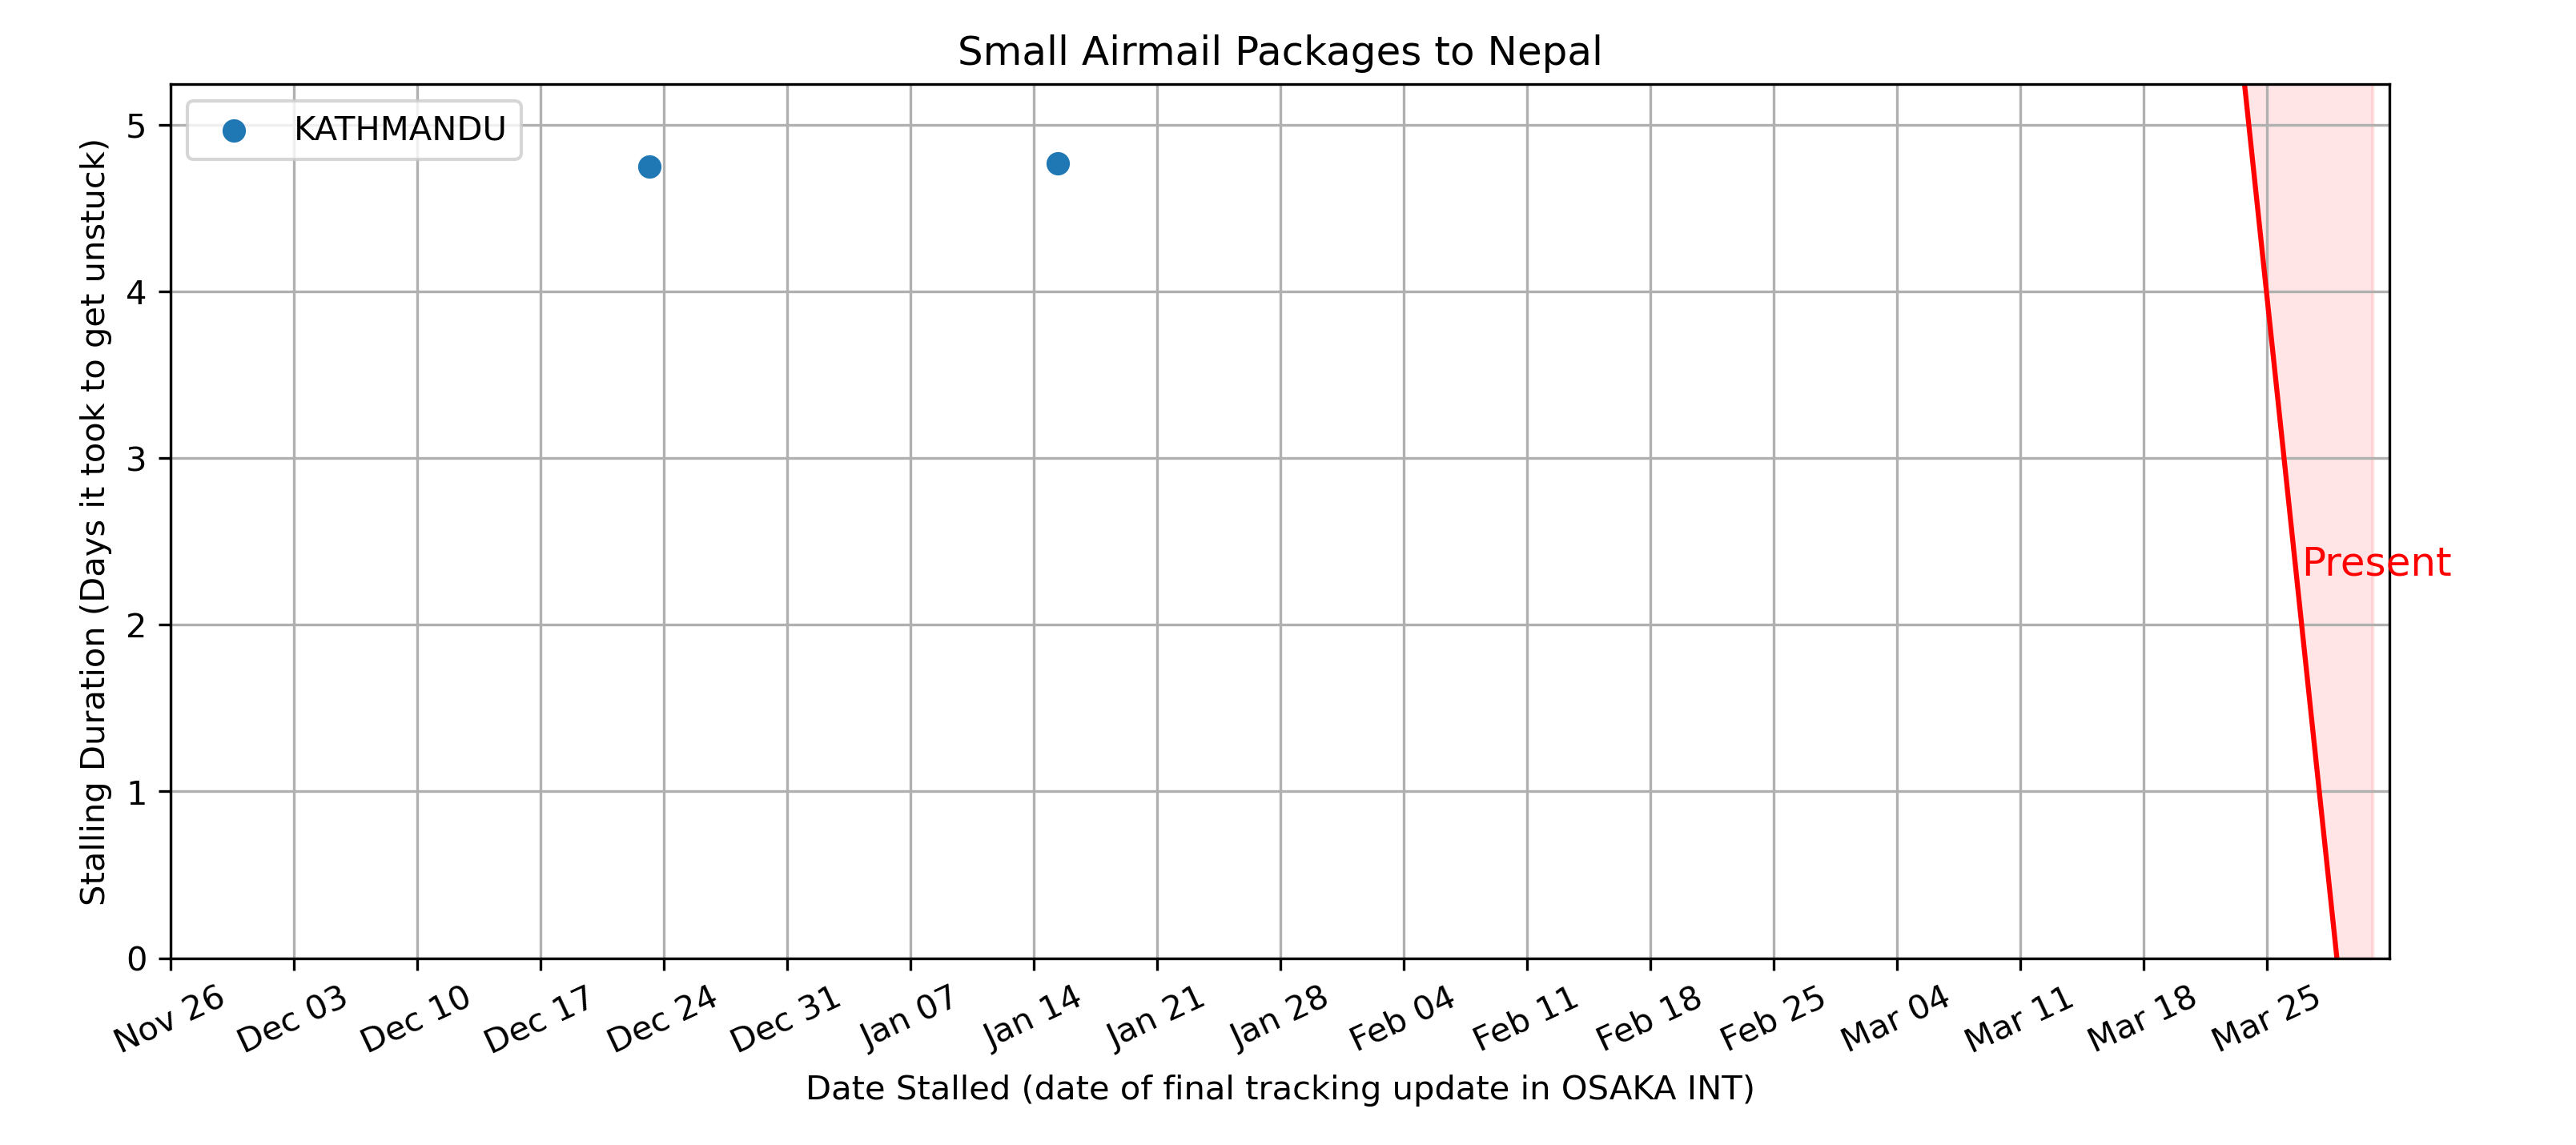 Small Airmail Packages to Nepal
KATHMANDU
Stalling Duration (Days it took to get unstuck)
5
4
3
2
1
0
Present
Nov 26 Dec 03 Dec 10 Dec 17 Dec 24 Dec 31 Jan 07 Jan 14 Jan 21 Jan 28 Feb 04 Feb 11 Feb 18 Feb 25 Mar 04 Mar 11 Mar 18 Mar 25
Date Stalled (date of final tracking update in OSAKA INT)